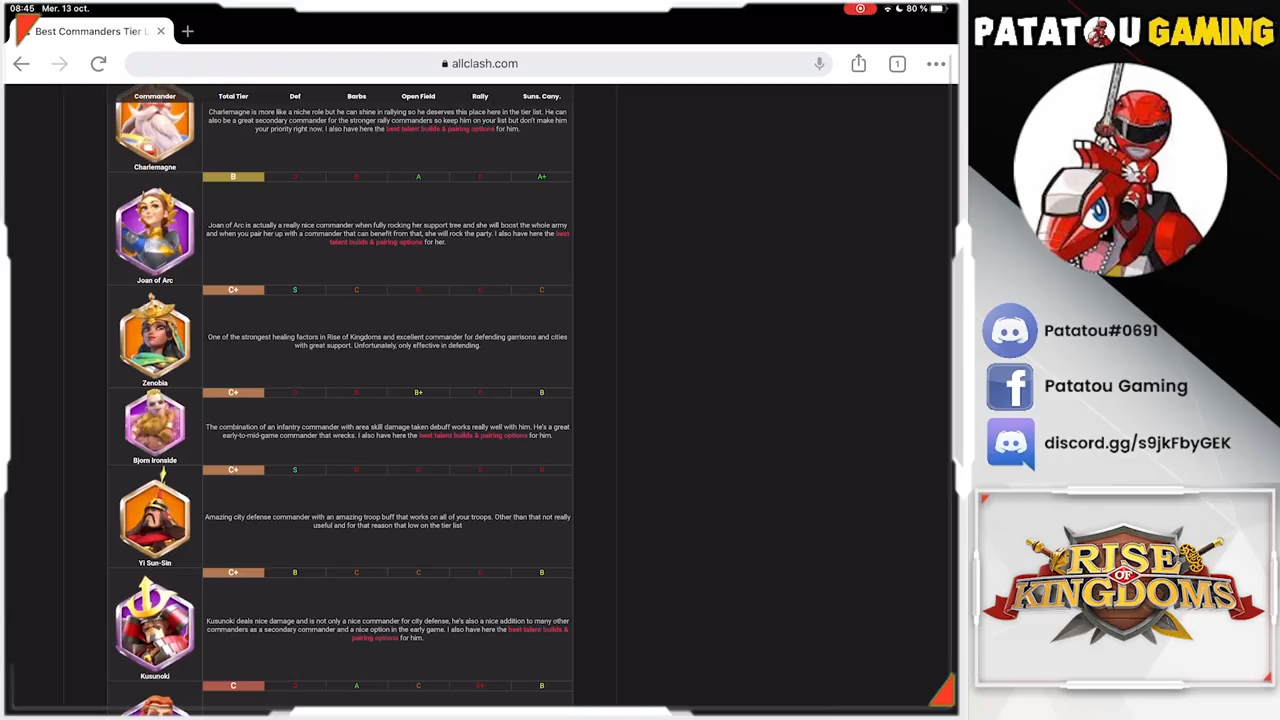 08:45 Mer. 13 oct.
80 %
PATATOU GAMING
Best Commanders Tier L
allclash.com
1
Commander Total Tier Def Barbs Open Field Rally Suns. Cany.
Charlemagne is more like a niche role but he can shine in rallying so he deserves this place here in the tier list. He can
also be a great secondary commander for the stronger rally commanders so keep him on your list but don't make him
your priority right now. I also have here the best talent builds & pairing options for him.
Charlemagne
B D B A A+
Joan of Arc is actually a really nice commander when fully rocking her support tree and she will boost the whole army
and when you pair her up with a commander that can benefit from that, she will rock the party. I also have here the best
talent builds & pairing options for her.
Joan of Arc
C+ S C D C
One of the strongest healing factors in Rise of Kingdoms and excellent commander for defending garrisons and cities
with great support. Unfortunately, only effective in defending.
Zenobia
C+ D B+ B
The combination of an infantry commander with area skill damage taken debuff works really well with him. He's a great
early-to-mid-game commander that wrecks. I also have here the best talent builds & pairing options for him.
Bjorn Ironside
C+ S
Amazing city defense commander with an amazing troop buff that works on all of your troops. Other than that not really
useful and for that reason that low on the tier list
Yi Sun-Sin
C+ B C C B
Kusunoki deals nice damage and is not only a nice commander for city defense, he's also a nice addition to many other
commanders as a secondary commander and a nice option in the early game. I also have here the best talent builds &
pairing options for him.
Kusunoki
C D A C B
Patatou#0691
Patatou Gaming
discord.gg/s9jkFbyGEK
RISE
OF
KINGDOMS